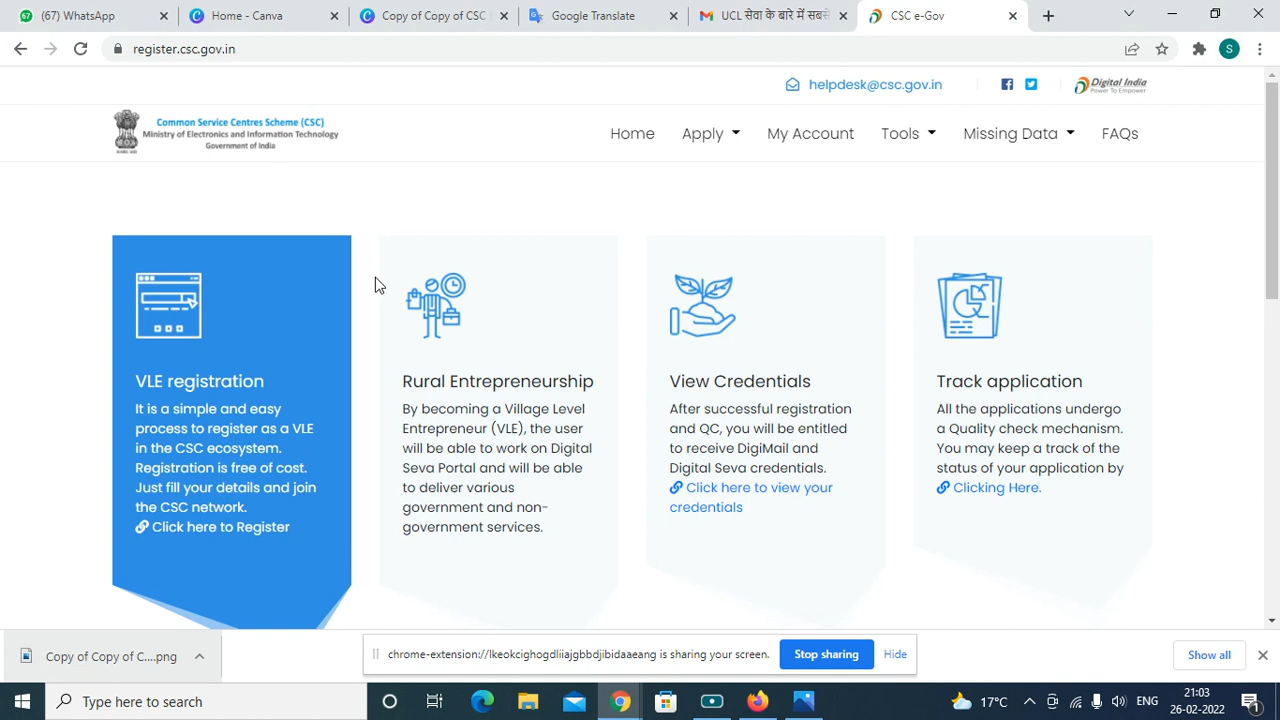 (67) WhatsApp
Home - Canva
Copy of Copy of CSC
Google Translate
UCL सेवा के बारे में सबसे
CSC e-Gov
register.csc.gov.in
S
helpdesk@csc.gov.in
Digital India
Power To Empower
Common Service Centres Scheme (CSC)
Ministry of Electronics and Information Technology
Government of India
Home
Apply
My Account
Tools
Missing Data
FAQs
VLE registration
It is a simple and easy
process to register as a VLE
in the CSC ecosystem.
Registration is free of cost.
Just fill your details and join
the CSC network.
Click here to Register
Rural Entrepreneurship
By becoming a Village Level
Entrepreneur (VLE), the user
will be able to work on Digital
Seva Portal and will be able
to deliver various
government and non-
government services.
View Credentials
After successful registration
and QC, you will be entitled
to receive DigiMail and
Digital Seva credentials.
Click here to view your
credentials
Track application
All the applications undergo
a Quality check mechanism.
You may keep a track of the
status of your application by
Clicking Here.
Copy of Copy of C....png
chrome-extension://lkeokcighogdliiajgbbdjibidaaeang is sharing your screen.
Stop sharing
Hide
Show all
Type here to search
17°C
ENG
21:03
26-02-2022
1